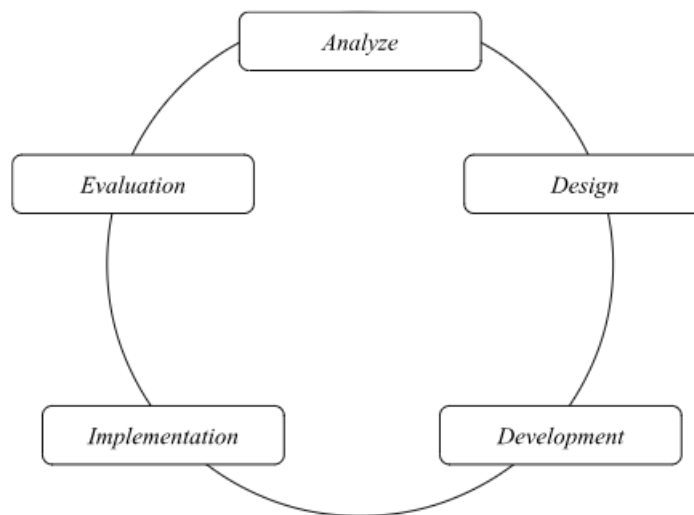 Analyze
Evaluation
Design
Implementation
Development